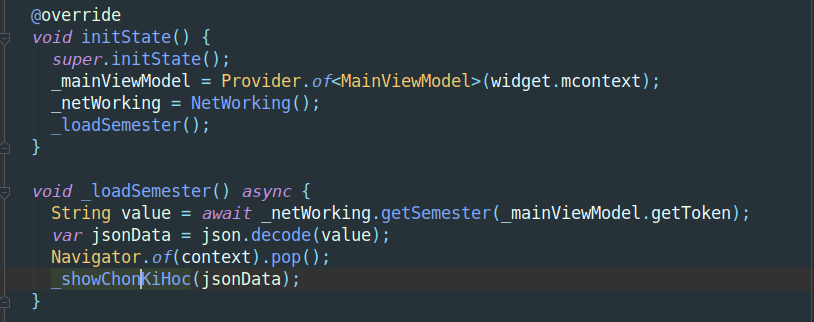 @override
void initState() {
  super.initState();
  _mainViewModel = Provider.of<MainViewModel>(widget.mcontext);
  _netWorking = NetWorking();
  _loadSemester();
}

void _loadSemester() async {
  String value = await _netWorking.getSemester(_mainViewModel.getToken);
  var jsonData = json.decode(value);
  Navigator.of(context).pop();
  _showChonKiHoc(jsonData);
}